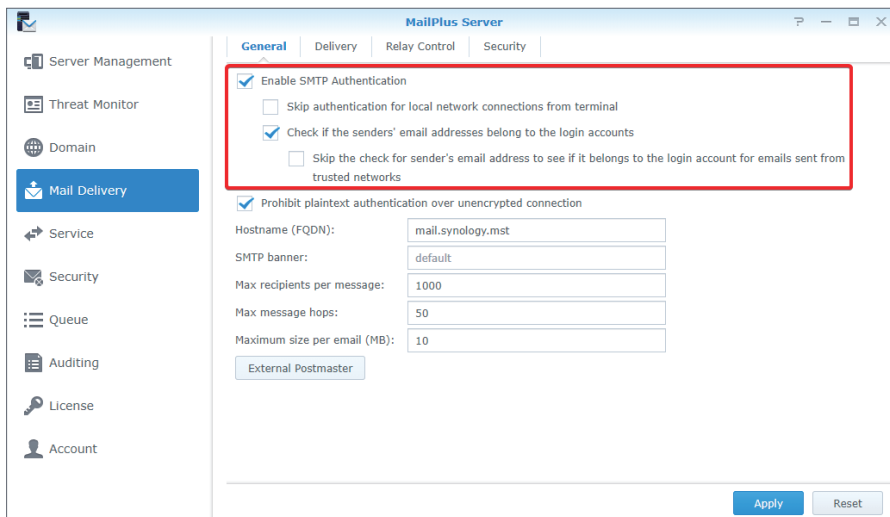 MailPlus Server
Server Management
Threat Monitor
Domain
Mail Delivery
Service
Security
Queue
Auditing
License
Account
General
Delivery
Relay Control
Security
Enable SMTP Authentication
Skip authentication for local network connections from terminal
Check if the senders' email addresses belong to the login accounts
Skip the check for sender's email address to see if it belongs to the login account for emails sent from
trusted networks
Prohibit plaintext authentication over unencrypted connection
Hostname (FQDN): mail.synology.mst
SMTP banner: default
Max recipients per message: 1000
Max message hops: 50
Maximum size per email (MB): 10
External Postmaster
Apply
Reset